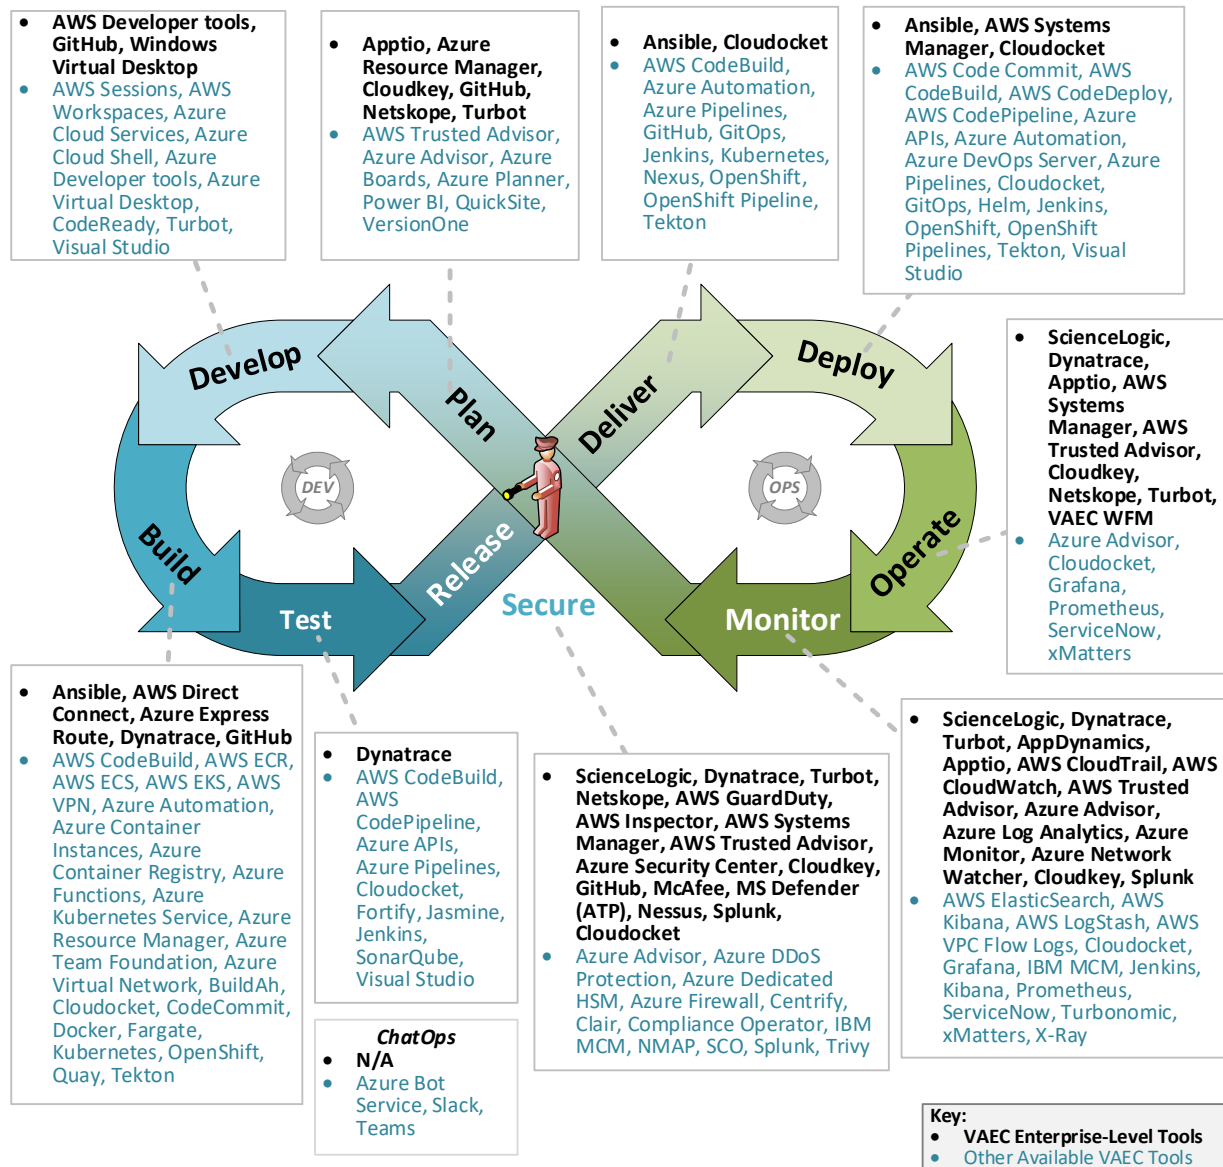 • AWS Developer tools,
GitHub, Windows
Virtual Desktop
• AWS Sessions, AWS
Workspaces, Azure
Cloud Services, Azure
Cloud Shell, Azure
Developer tools, Azure
Virtual Desktop,
CodeReady, Turbot,
Visual Studio
• Apptio, Azure
Resource Manager,
Cloudkey, GitHub,
Netskope, Turbot
• AWS Trusted Advisor,
Azure Advisor, Azure
Boards, Azure Planner,
Power BI, QuickSite,
VersionOne
• Ansible, Cloudocket
• AWS CodeBuild,
Azure Automation,
Azure Pipelines,
GitHub, GitOps,
Jenkins, Kubernetes,
Nexus, OpenShift,
OpenShift Pipeline,
Tekton
• Ansible, AWS Systems
Manager, Cloudocket
• AWS Code Commit, AWS
CodeBuild, AWS CodeDeploy,
AWS CodePipeline, Azure
APIs, Azure Automation,
Azure DevOps Server, Azure
Pipelines, Cloudocket,
GitOps, Helm, Jenkins,
OpenShift, OpenShift
Pipelines, Tekton, Visual
Studio
Develop
Plan
Deliver
Deploy
DEV
OPS
Build
Test
Release
Secure
Monitor
Operate
• ScienceLogic,
Dynatrace,
Apptio, AWS
Systems
Manager, AWS
Trusted Advisor,
Cloudkey,
Netskope, Turbot,
VAEC WFM
• Azure Advisor,
Cloudocket,
Grafana,
Prometheus,
ServiceNow,
xMatters
• Ansible, AWS Direct
Connect, Azure Express
Route, Dynatrace, GitHub
• AWS CodeBuild, AWS ECR,
AWS ECS, AWS EKS, AWS
VPN, Azure Automation,
Azure Container
Instances, Azure
Container Registry, Azure
Functions, Azure
Kubernetes Service, Azure
Resource Manager, Azure
Team Foundation, Azure
Virtual Network, BuildAh,
Cloudocket, CodeCommit,
Docker, Fargate,
Kubernetes, OpenShift,
Quay, Tekton
• Dynatrace
• AWS CodeBuild,
AWS
CodePipeline,
Azure APIs,
Azure Pipelines,
Cloudocket,
Fortify, Jasmine,
Jenkins,
SonarQube,
Visual Studio
ChatOps
• N/A
• Azure Bot
Service, Slack,
Teams
• ScienceLogic, Dynatrace, Turbot,
Netskope, AWS GuardDuty,
AWS Inspector, AWS Systems
Manager, AWS Trusted Advisor,
Azure Security Center, Cloudkey,
GitHub, McAfee, MS Defender
(ATP), Nessus, Splunk,
Cloudocket
• Azure Advisor, Azure DDoS
Protection, Azure Dedicated
HSM, Azure Firewall, Centrify,
Clair, Compliance Operator, IBM
MCM, NMAP, SCO, Splunk, Trivy
• ScienceLogic, Dynatrace,
Turbot, AppDynamics,
Apptio, AWS CloudTrail, AWS
CloudWatch, AWS Trusted
Advisor, Azure Advisor,
Azure Log Analytics, Azure
Monitor, Azure Network
Watcher, Cloudkey, Splunk
• AWS ElasticSearch, AWS
Kibana, AWS LogStash, AWS
VPC Flow Logs, Cloudocket,
Grafana, IBM MCM, Jenkins,
Kibana, Prometheus,
ServiceNow, Turbonomic,
xMatters, X-Ray
Key:
• VAEC Enterprise-Level Tools
• Other Available VAEC Tools